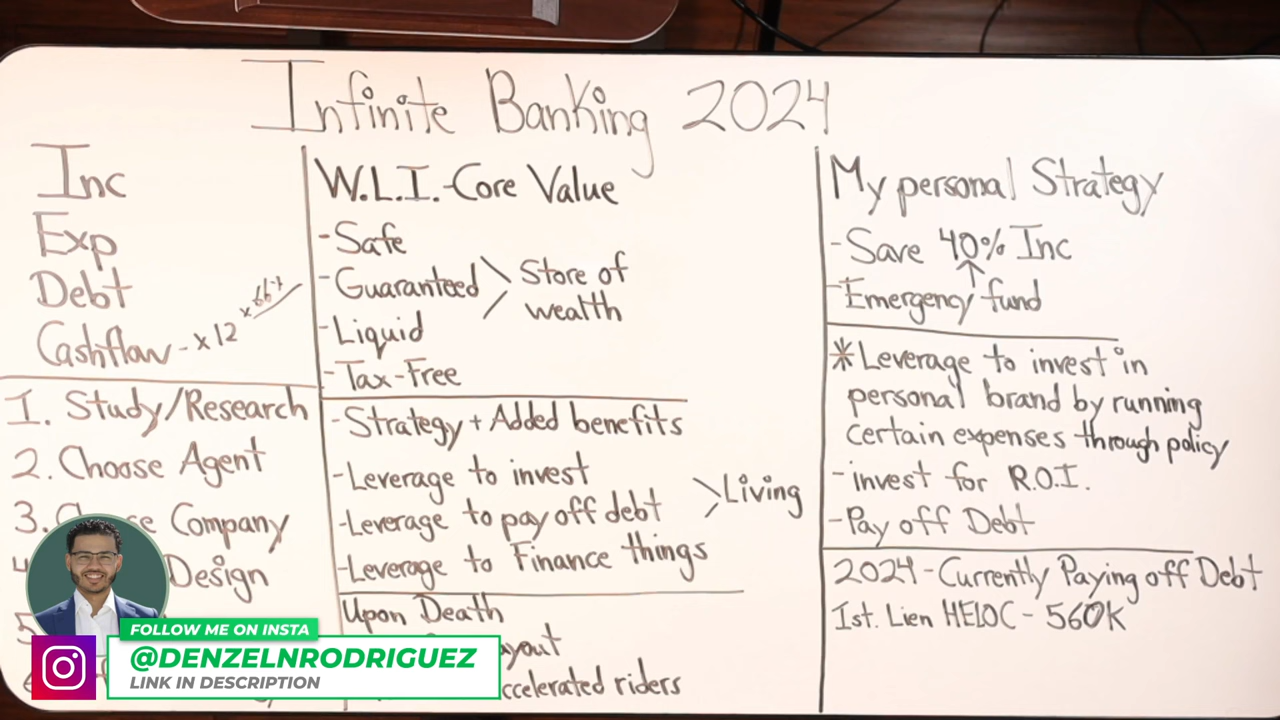 Infinite Banking 2024
Inc
Exp
Debt
Cashflow - x 12 x
1. Study/Research
2. Choose Agent
3. Company
Design
W.L.I.-Core Value
-Safe
-Guaranteed
-Liquid
-Tax-Free
Store of
wealth
-Strategy + Added benefits
-Leverage to invest
-Leverage to pay off debt
-Leverage to Finance things
Living
Upon Death
My personal Strategy
-Save 40% Inc
-Emergency fund
*Leverage to invest in
personal brand by running
certain expenses through policy
-invest for R.O.I.
-Pay off Debt
2024-Currently Paying off Debt
1st. Lien HELOC - 560K
riders
FOLLOW ME ON INSTA
@DENZELNRODRIGUEZ
LINK IN DESCRIPTION